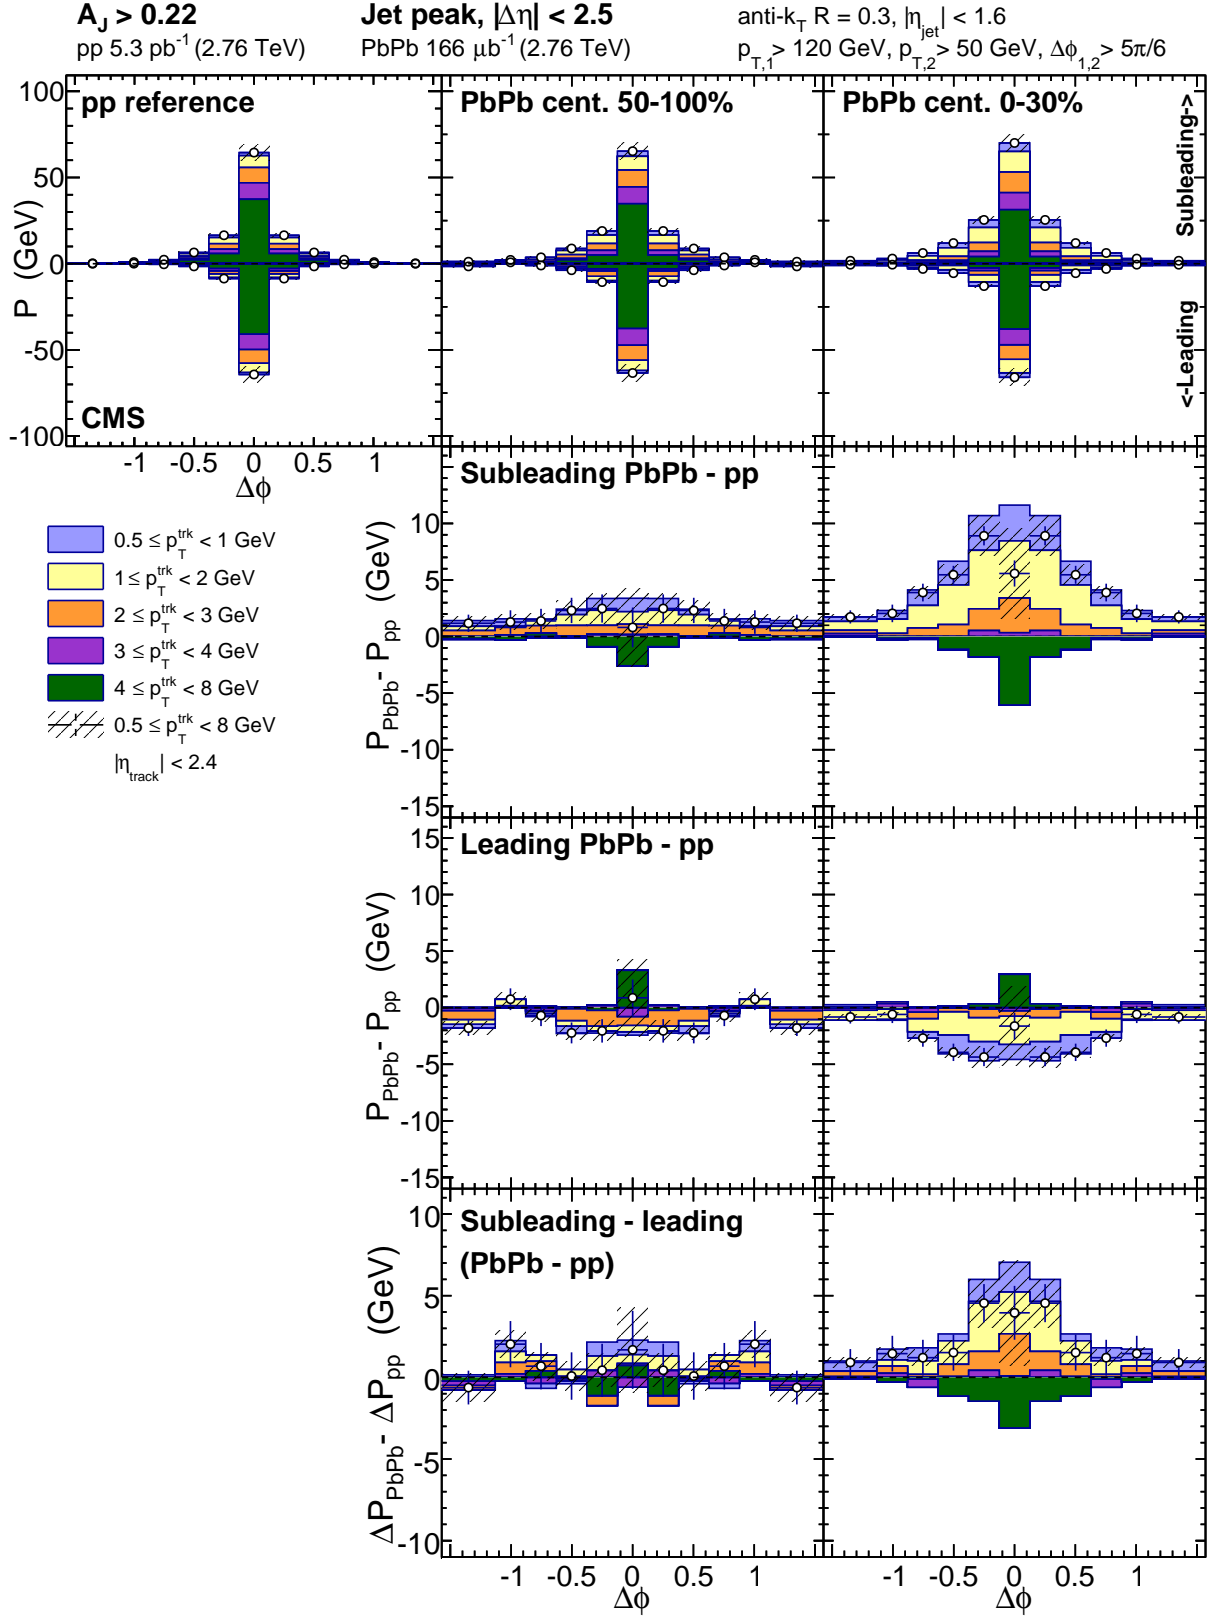 A_J > 0.22 Jet peak, |Δη| < 2.5 anti-k_T R = 0.3, |η_jet| < 1.6
pp 5.3 pb⁻¹ (2.76 TeV) PbPb 166 μb⁻¹ (2.76 TeV) p_T,1 > 120 GeV, p_T,2 > 50 GeV, Δϕ_1,2 > 5π/6
pp reference
PbPb cent. 50-100%
PbPb cent. 0-30%
Subleading->
<-Leading
P (GeV)
100
50
0
-50
-100
CMS
-1 -0.5 0 0.5 1
Δϕ
0.5 ≤ p_T^trk < 1 GeV
1 ≤ p_T^trk < 2 GeV
2 ≤ p_T^trk < 3 GeV
3 ≤ p_T^trk < 4 GeV
4 ≤ p_T^trk < 8 GeV
0.5 ≤ p_T^trk < 8 GeV
|η_track| < 2.4
Subleading PbPb - pp
P_PbPb - P_pp (GeV)
10
5
0
-5
-10
-15
Leading PbPb - pp
P_PbPb - P_pp (GeV)
15
10
5
0
-5
-10
-15
Subleading - leading
(PbPb - pp)
ΔP_PbPb - ΔP_pp (GeV)
10
5
0
-5
-10
-1 -0.5 0 0.5 1
Δϕ
-1 -0.5 0 0.5 1
Δϕ